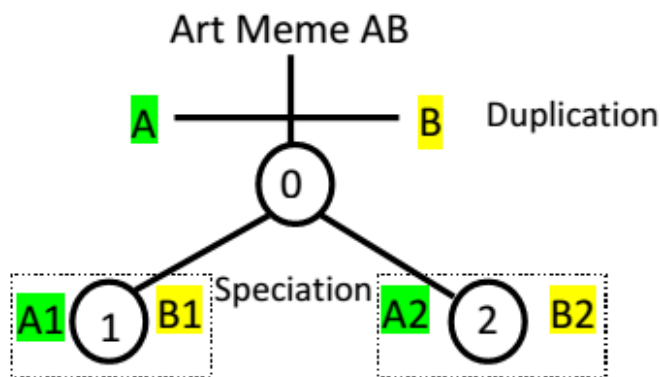 Art Meme AB
A B Duplication
0
Speciation
A1 1 B1 A2 2 B2